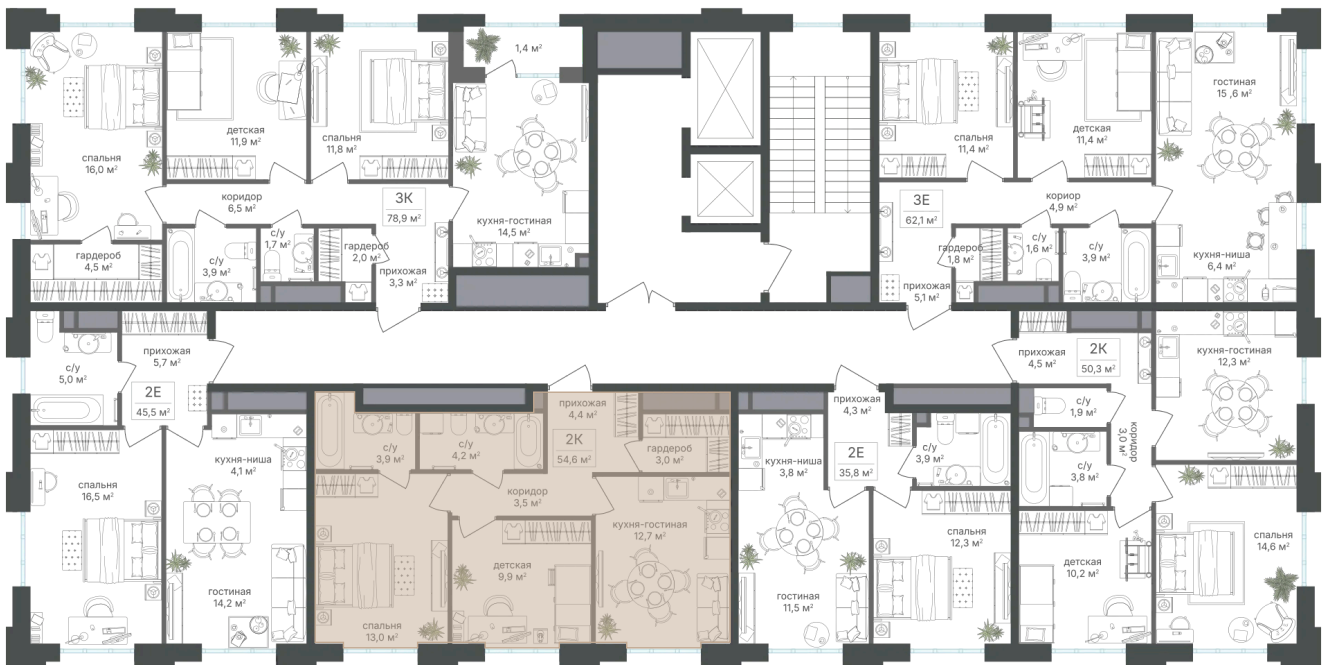 спальня
16,0 м²
детская
11,9 м²
спальня
11,8 м²
1,4 м²
кухня-гостиная
14,5 м²
коридор
6,5 м²
3К
78,9 м²
гардероб
4,5 м²
с/у
3,9 м²
с/у
1,7 м²
гардероб
2,0 м²
прихожая
3,3 м²
спальня
11,4 м²
детская
11,4 м²
гостиная
15 ,6 м²
3Е
62,1 м²
кориор
4,9 м²
гардероб
1,8 м²
с/у
1,6 м²
с/у
3,9 м²
кухня-ниша
6,4 м²
прихожая
5,1 м²
с/у
5,0 м²
прихожая
5,7 м²
2Е
45,5 м²
спальня
16,5 м²
кухня-ниша
4,1 м²
гостиная
14,2 м²
с/у
3,9 м²
с/у
4,2 м²
прихожая
4,4 м²
2К
54,6 м²
гардероб
3,0 м²
коридор
3,5 м²
спальня
13,0 м²
детская
9,9 м²
кухня-гостиная
12,7 м²
кухня-ниша
3,8 м²
прихожая
4,3 м²
2Е
35,8 м²
с/у
3,9 м²
гостиная
11,5 м²
спальня
12,3 м²
прихожая
4,5 м²
2К
50,3 м²
кухня-гостиная
12,3 м²
1,9 м²
коридор
3,0 м²
с/у
3,8 м²
детская
10,2 м²
спальня
14,6 м²